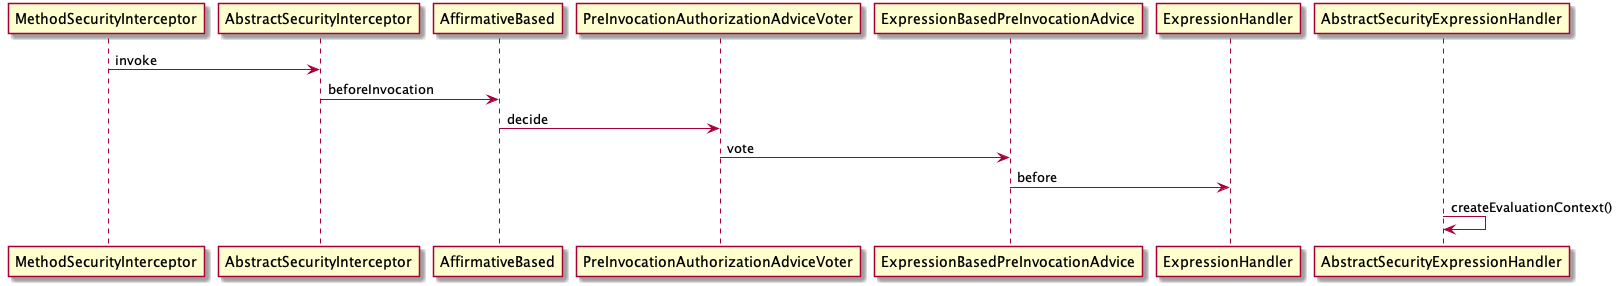 MethodSecurityInterceptor AbstractSecurityInterceptor AffirmativeBased PreInvocationAuthorizationAdviceVoter ExpressionBasedPreInvocationAdvice ExpressionHandler AbstractSecurityExpressionHandler
invoke
beforeInvocation
decide
vote
before
createEvaluationContext()
MethodSecurityInterceptor AbstractSecurityInterceptor AffirmativeBased PreInvocationAuthorizationAdviceVoter ExpressionBasedPreInvocationAdvice ExpressionHandler AbstractSecurityExpressionHandler